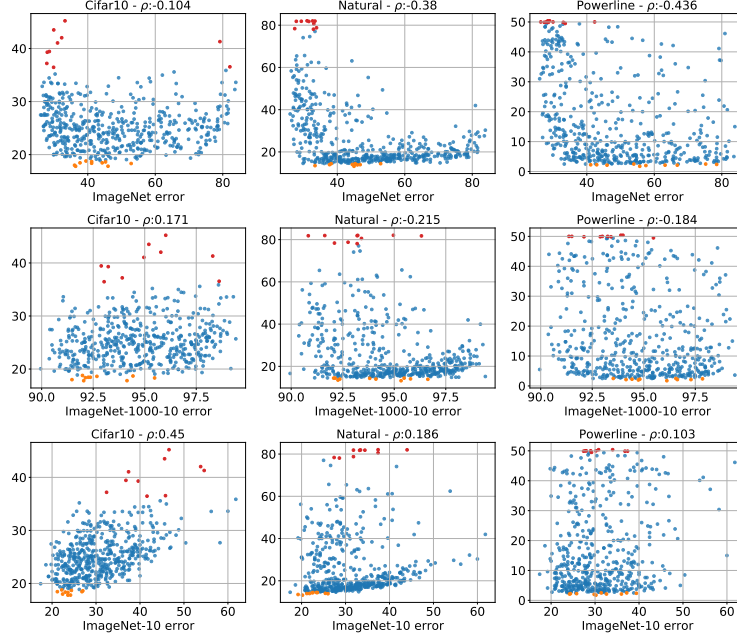 Cifar10 - ρ:-0.104
Natural - ρ:-0.38
Powerline - ρ:-0.436
40
30
20
80
60
40
20
50
40
30
20
10
0
40 60 80
40 60 80
40 60 80
ImageNet error
ImageNet error
ImageNet error
Cifar10 - ρ:0.171
Natural - ρ:-0.215
Powerline - ρ:-0.184
40
30
20
80
60
40
20
50
40
30
20
10
0
90.0 92.5 95.0 97.5
90.0 92.5 95.0 97.5
90.0 92.5 95.0 97.5
ImageNet-1000-10 error
ImageNet-1000-10 error
ImageNet-1000-10 error
Cifar10 - ρ:0.45
Natural - ρ:0.186
Powerline - ρ:0.103
40
30
20
80
60
40
20
50
40
30
20
10
0
20 30 40 50 60
20 30 40 50 60
20 30 40 50 60
ImageNet-10 error
ImageNet-10 error
ImageNet-10 error